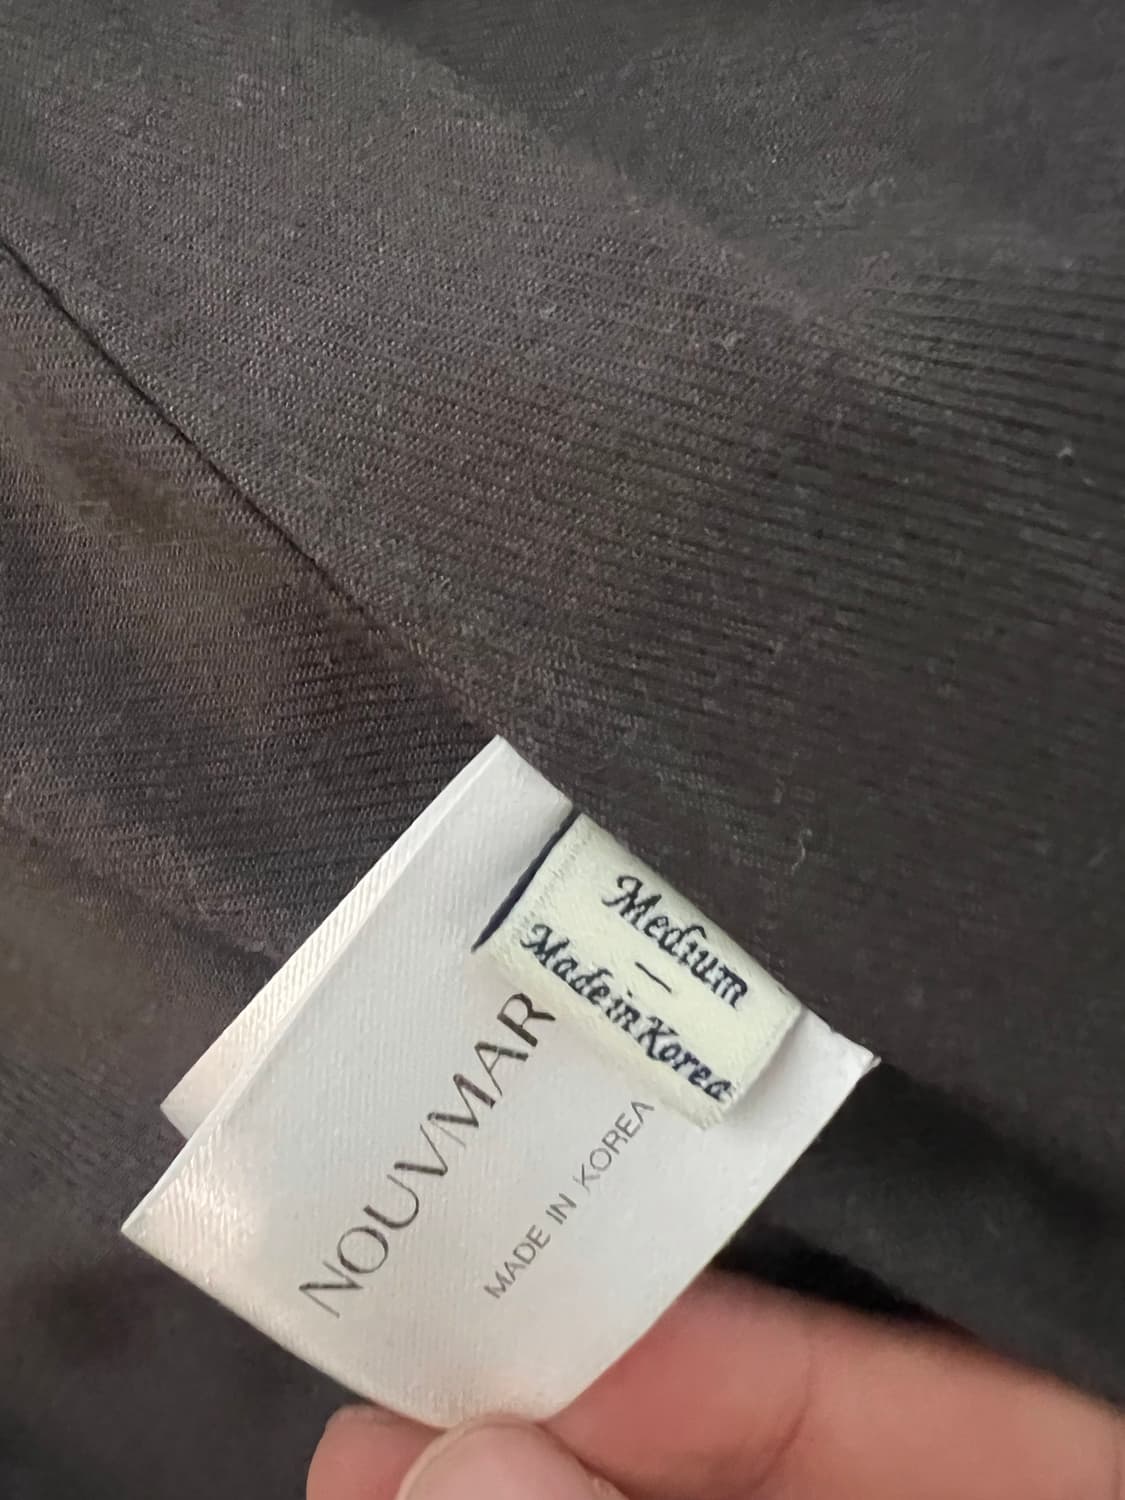 Medium
—
Made in Korea
NOUVMAR
MADE IN KOREA